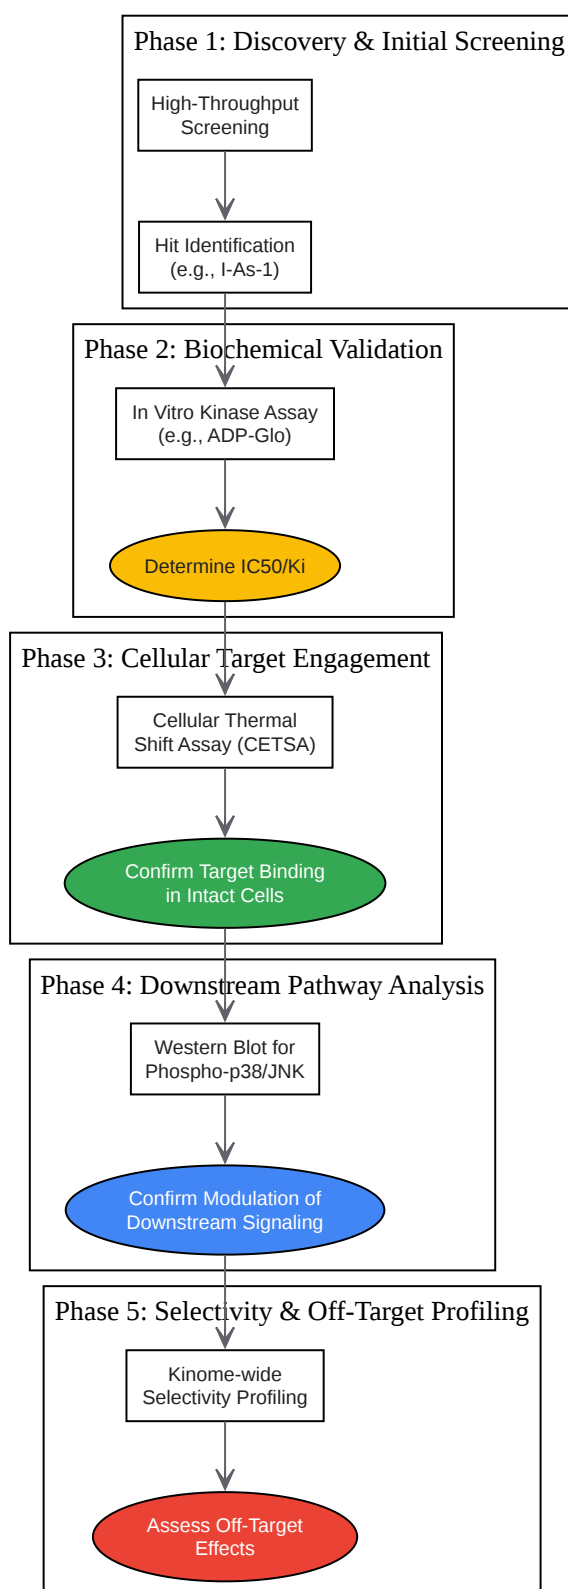 Phase 1: Discovery & Initial Screening
High-Throughput
Screening
Hit Identification
(e.g., I-As-1)
Phase 2: Biochemical Validation
In Vitro Kinase Assay
(e.g., ADP-Glo)
Determine IC50/Ki
Phase 3: Cellular Target Engagement
Cellular Thermal
Shift Assay (CETSA)
Confirm Target Binding
in Intact Cells
Phase 4: Downstream Pathway Analysis
Western Blot for
Phospho-p38/JNK
Confirm Modulation of
Downstream Signaling
Phase 5: Selectivity & Off-Target Profiling
Kinome-wide
Selectivity Profiling
Assess Off-Target
Effects